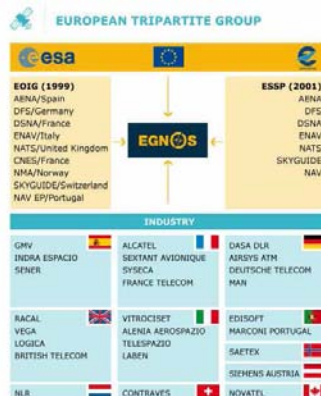 EUROPEAN TRIPARTITE GROUP
esa
EOIG (1999)
AENA/Spain
DFS/Germany
DSNA/France
ENAV/Italy
NATS/United Kingdom
CNES/France
NMA/Norway
SKYGUIDE/Switzerland
NAV EP/Portugal
EGNOS
ESSP (2001)
AENA
DFS
DSNA
ENAV
NATS
SKYGUIDE
NAV
INDUSTRY
GMV
INDRA ESPACIO
SENER
ALCATEL
SEXTANT AVIONIQUE
SYSECA
FRANCE TELECOM
DASA DLR
AIRSYS ATM
DEUTSCHE TELECOM
MAN
RACAL
VEGA
LOGICA
BRITISH TELECOM
VITROCISET
ALENIA AEROSPAZIO
TELESPAZIO
LABEN
EDISOFT
MARCONI PORTUGAL
SAETEX
SIEMENS AUSTRIA
NLR
CONTRAVES
NOVATEL